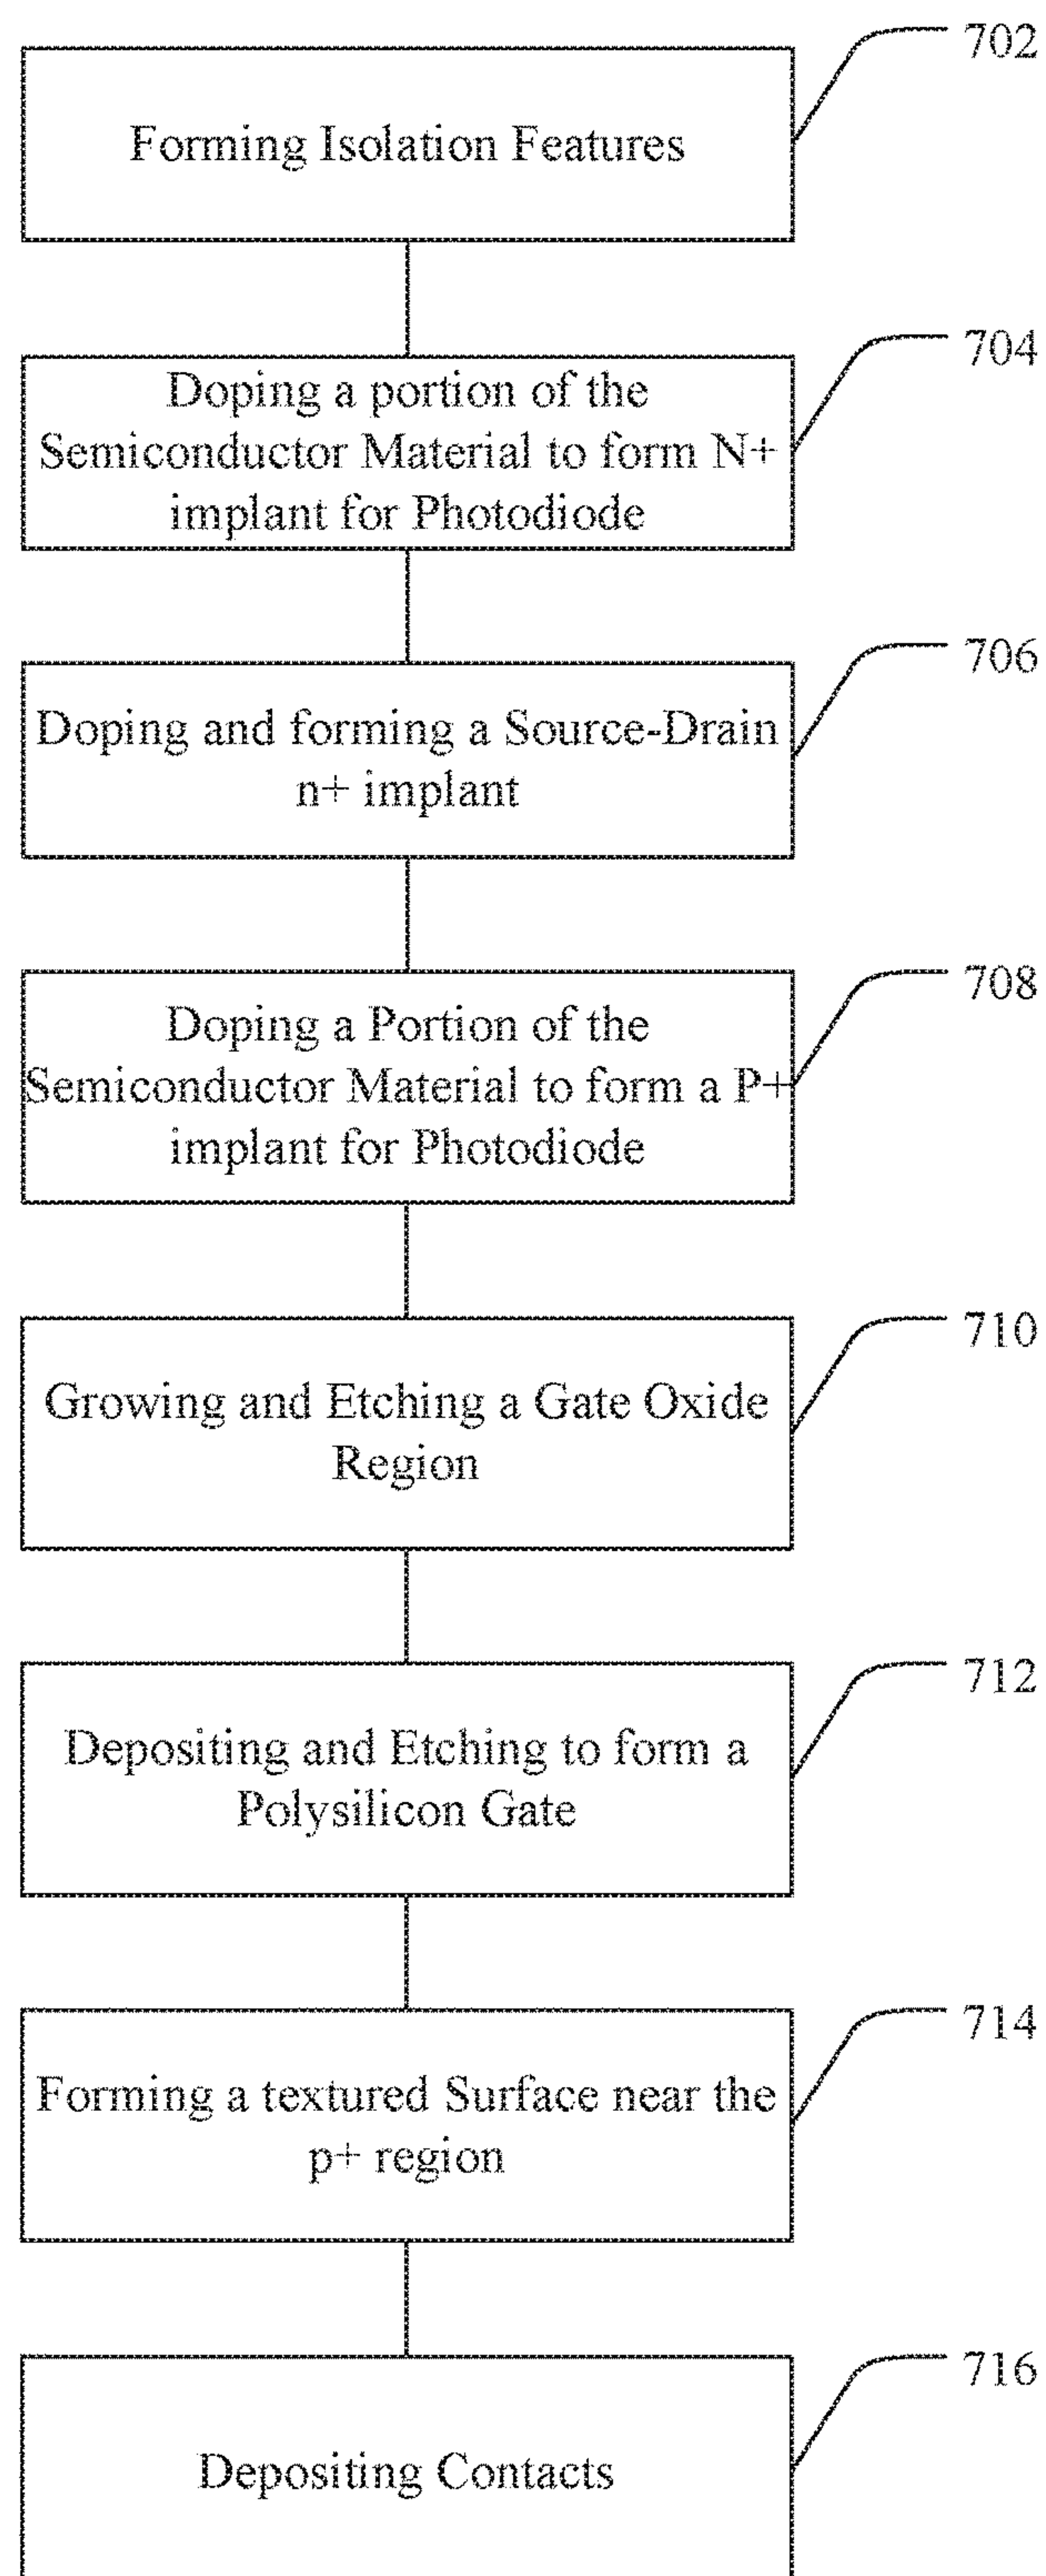 702
Forming Isolation Features
704
Doping a portion of the
Semiconductor Material to form N+
implant for Photodiode
706
Doping and forming a Source-Drain
n+ implant
708
Doping a Portion of the
Semiconductor Material to form a P+
implant for Photodiode
710
Growing and Etching a Gate Oxide
Region
712
Depositing and Etching to form a
Polysilicon Gate
714
Forming a textured Surface near the
p+ region
716
Depositing Contacts